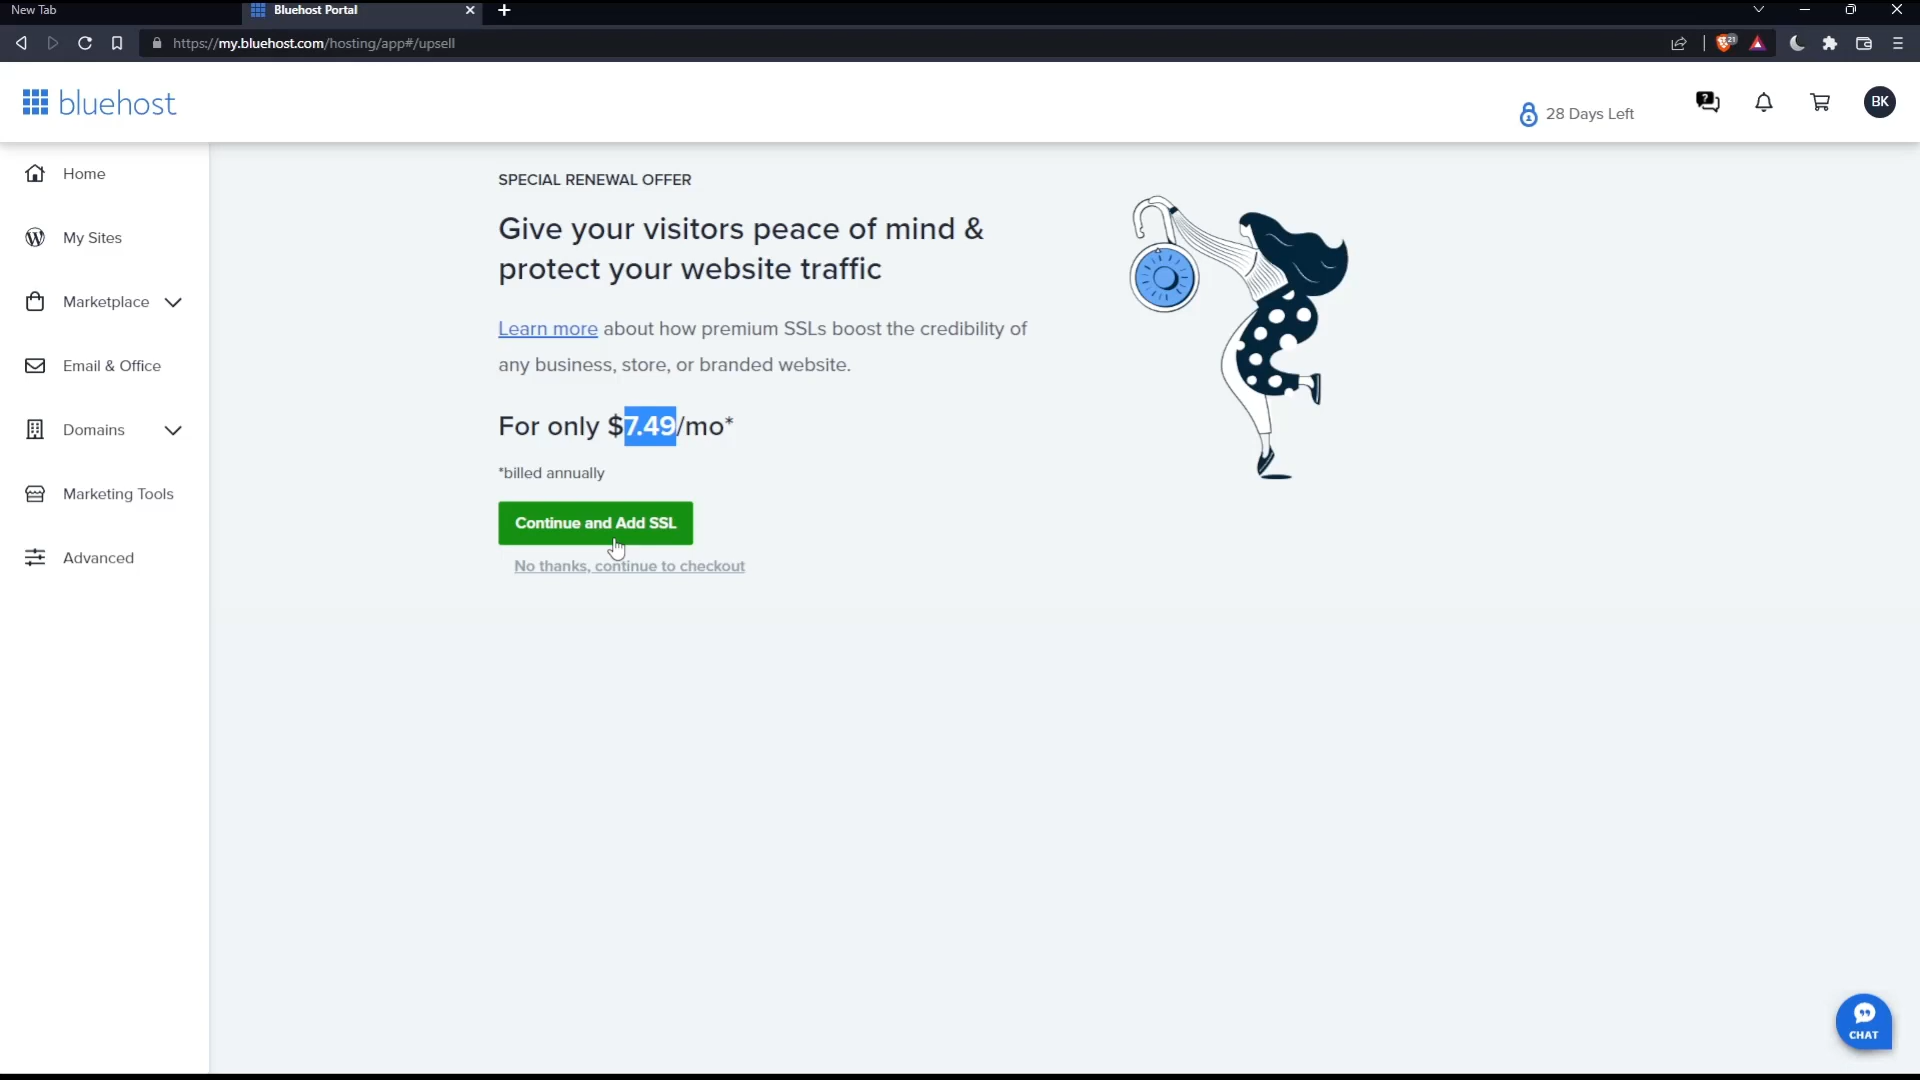 New Tab
Bluehost Portal
https://my.bluehost.com/hosting/app#/upsell
21
bluehost
28 Days Left
?
BK
Home
My Sites
Marketplace
Email & Office
Domains
Marketing Tools
Advanced
SPECIAL RENEWAL OFFER
Give your visitors peace of mind &
protect your website traffic
Learn more about how premium SSLs boost the credibility of
any business, store, or branded website.
For only $7.49/mo*
*billed annually
Continue and Add SSL
No thanks, continue to checkout
CHAT